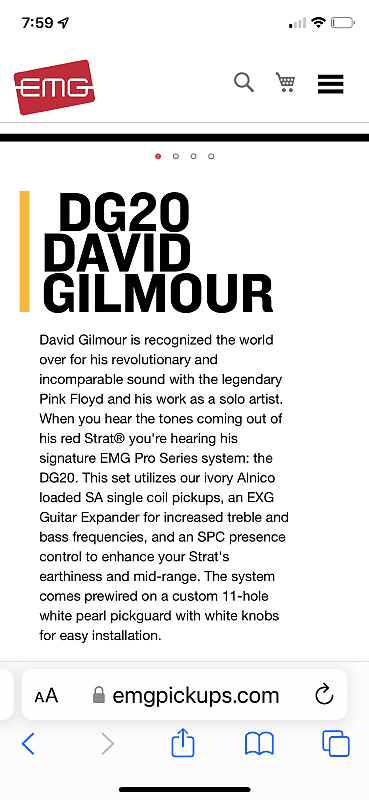 7:59
EMG
DG20
DAVID
GILMOUR
David Gilmour is recognized the world
over for his revolutionary and
incomparable sound with the legendary
Pink Floyd and his work as a solo artist.
When you hear the tones coming out of
his red Strat® you're hearing his
signature EMG Pro Series system: the
DG20. This set utilizes our ivory Alnico
loaded SA single coil pickups, an EXG
Guitar Expander for increased treble and
bass frequencies, and an SPC presence
control to enhance your Strat's
earthiness and mid-range. The system
comes prewired on a custom 11-hole
white pearl pickguard with white knobs
for easy installation.
AA emgpickups.com